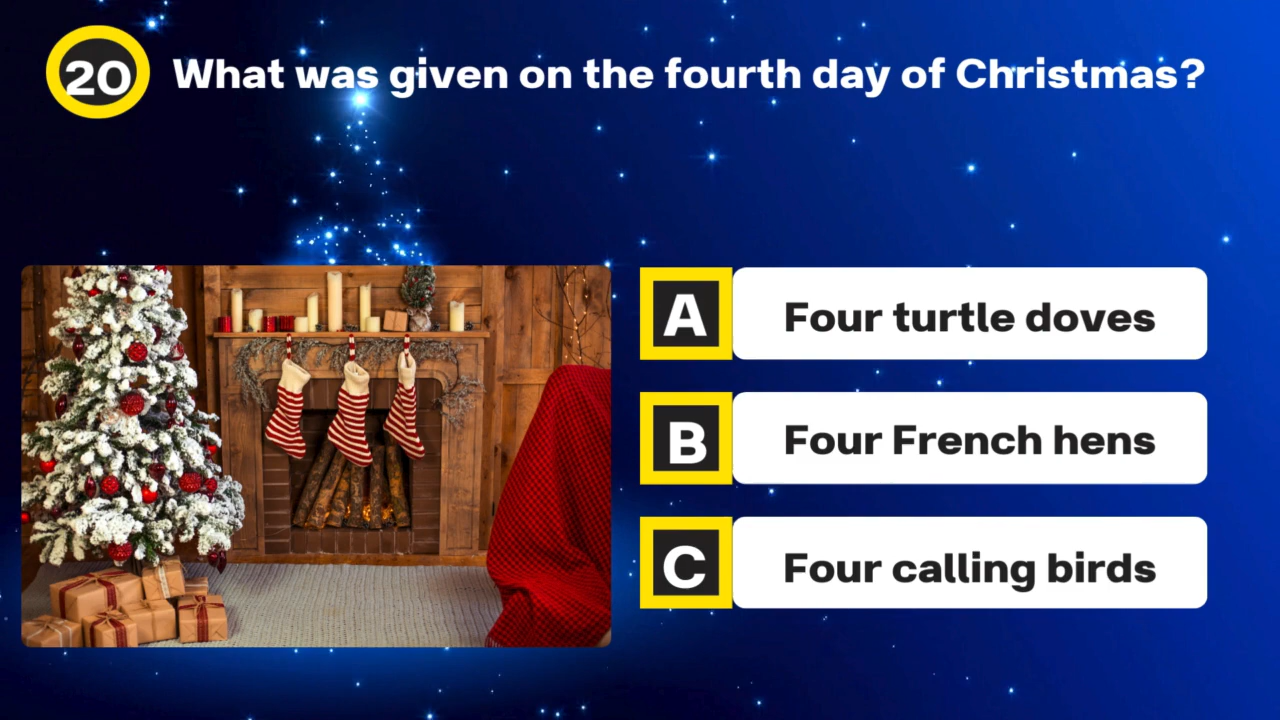 20
What was given on the fourth day of Christmas?
A
Four turtle doves
B
Four French hens
C
Four calling birds